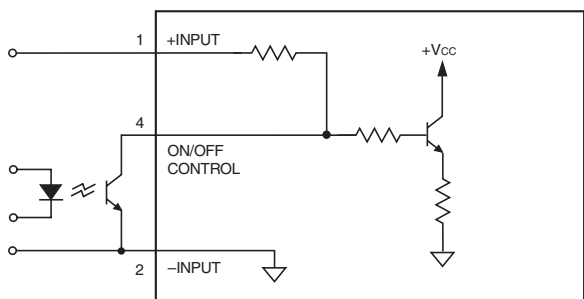 1 +INPUT
+VCC
4
ON/OFF
CONTROL
2 –INPUT